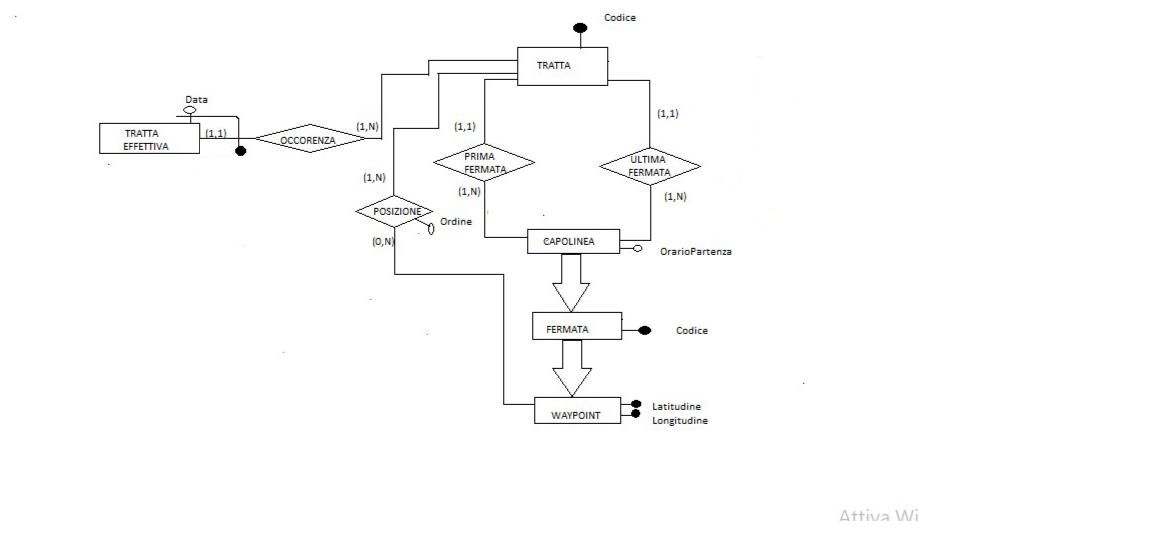 Codice
TRATTA
Data
(1,1)
TRATTA
EFFETTIVA
(1,1)
OCCORENZA
(1,N)
(1,1)
PRIMA
FERMATA
ULTIMA
FERMATA
(1,N)
(1,N)
(1,N)
POSIZIONE
Ordine
(0,N)
CAPOLINEA
OrarioPartenza
FERMATA
Codice
WAYPOINT
Latitudine
Longitudine
Attiva Wi